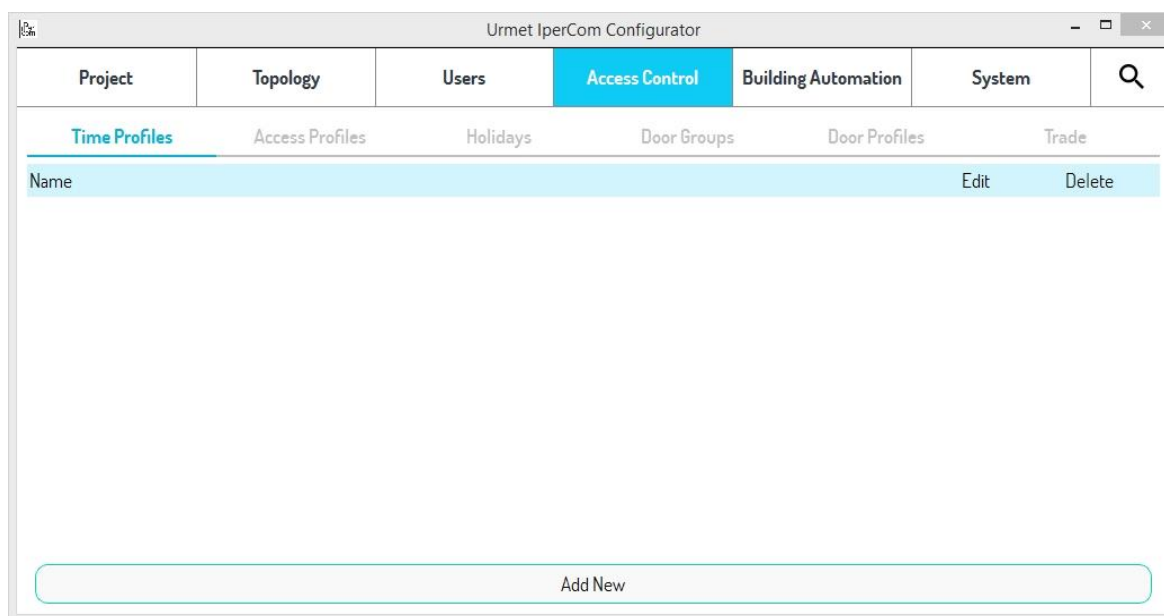 Urmet IperCom Configurator
Project Topology Users Access Control Building Automation System
Time Profiles Access Profiles Holidays Door Groups Door Profiles Trade
Name Edit Delete
Add New